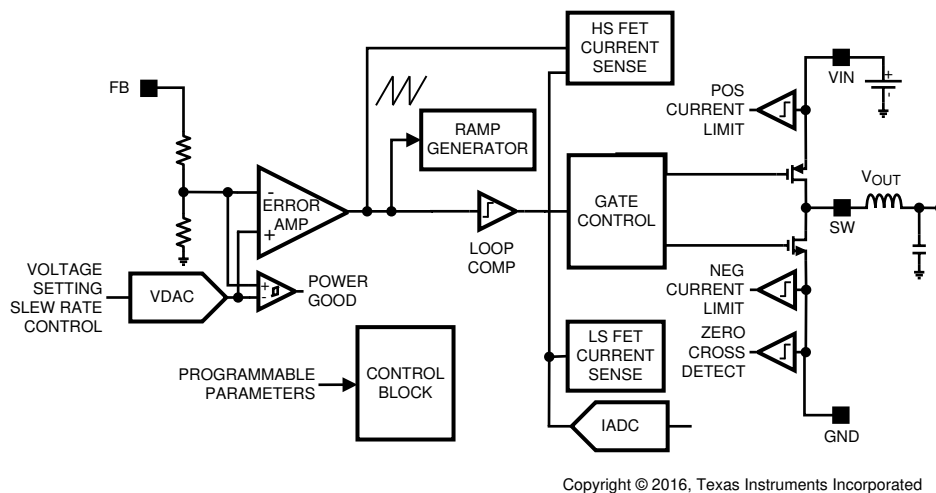 HS FET
CURRENT
SENSE
VIN
+
-
FB
POS
CURRENT
LIMIT
RAMP
GENERATOR
-
ERROR
AMP
+
GATE
CONTROL
VOUT
SW
LOOP
COMP
VOLTAGE
SETTING
SLEW RATE
CONTROL
VDAC
+
-
POWER
GOOD
NEG
CURRENT
LIMIT
ZERO
CROSS
DETECT
LS FET
CURRENT
SENSE
PROGRAMMABLE
PARAMETERS
CONTROL
BLOCK
IADC
GND
Copyright © 2016, Texas Instruments Incorporated